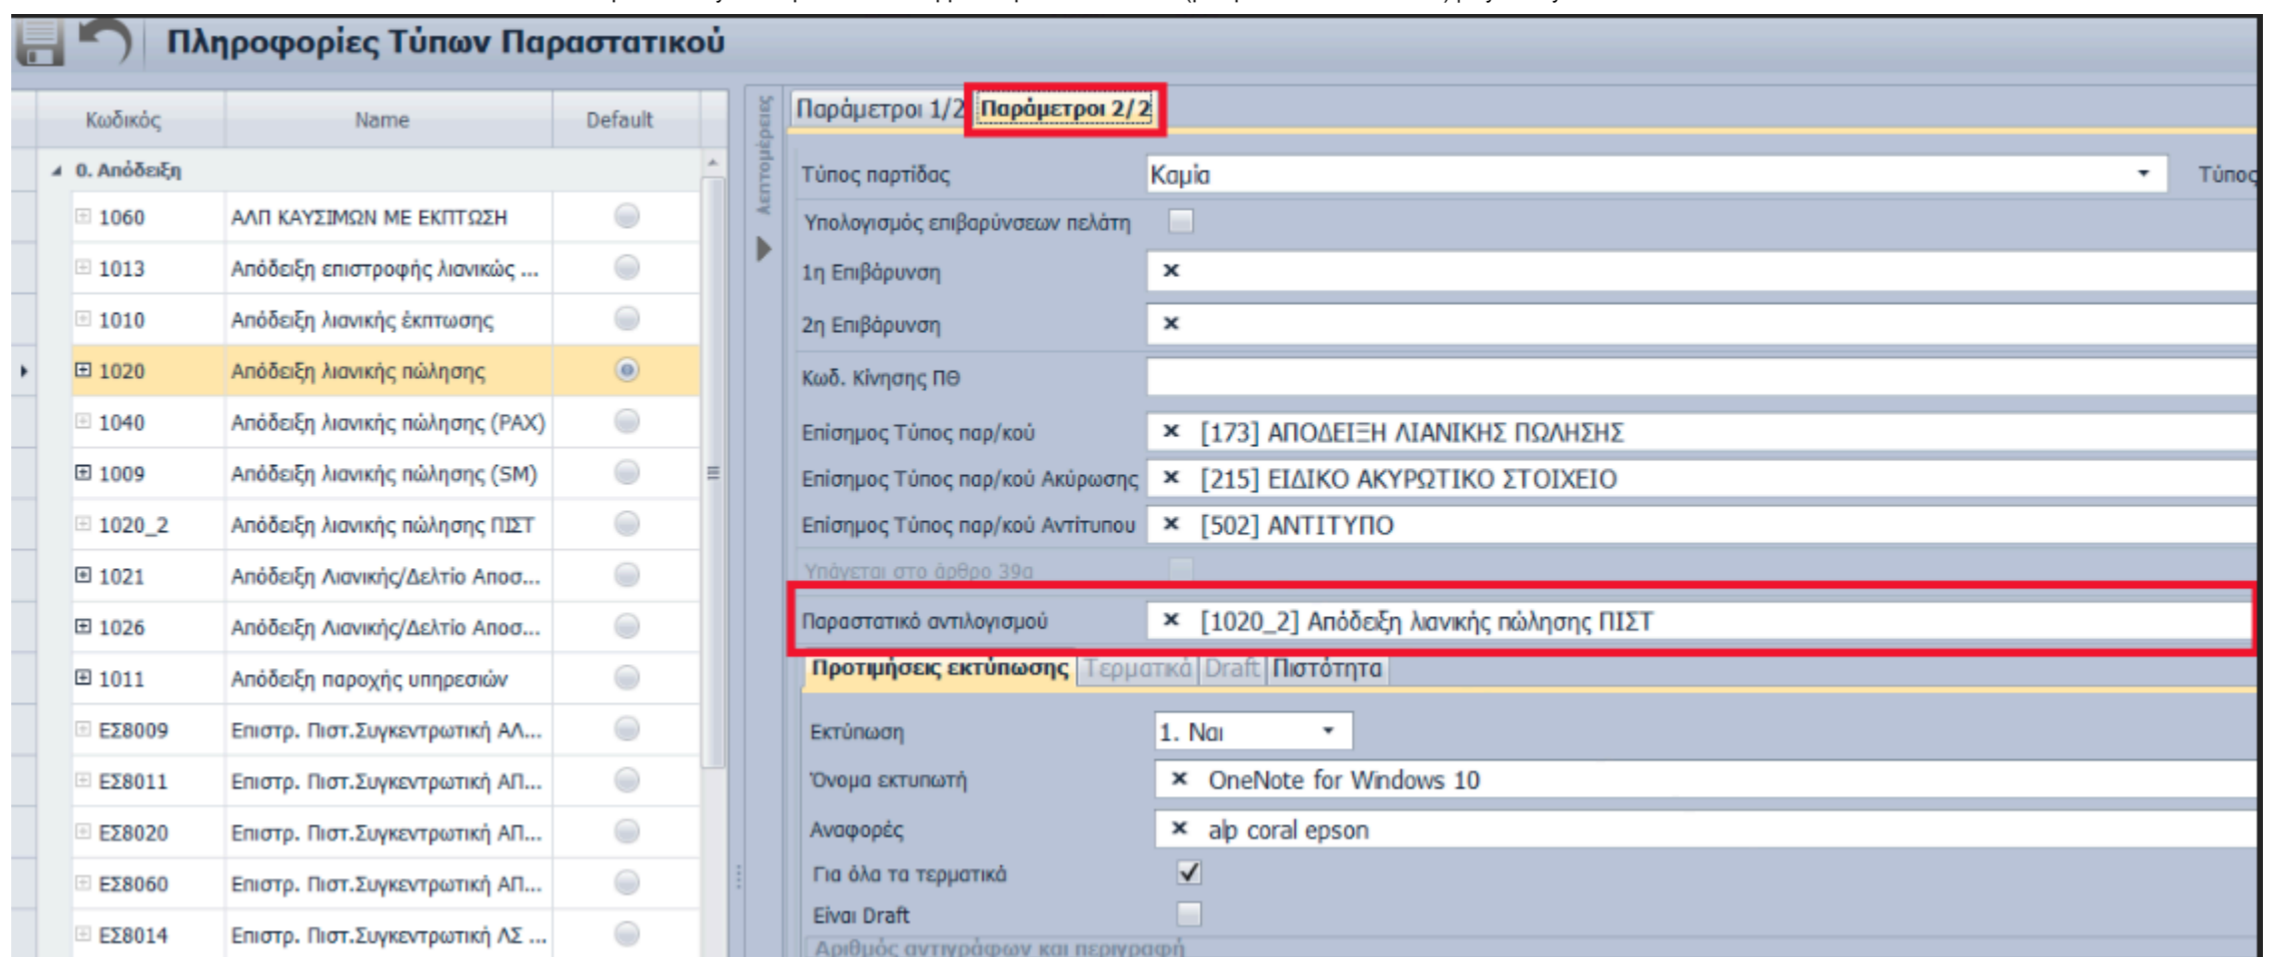 Πληροφορίες Τύπων Παραστατικού
Κωδικός Name Default
0. Απόδειξη
1060 ΑΛΠ ΚΑΥΣΙΜΩΝ ΜΕ ΕΚΠΤΩΣΗ
1013 Απόδειξη επιστροφής λιανικώς ...
1010 Απόδειξη λιανικής έκπτωσης
1020 Απόδειξη λιανικής πώλησης
1040 Απόδειξη λιανικής πώλησης (PAX)
1009 Απόδειξη λιανικής πώλησης (SM)
1020_2 Απόδειξη λιανικής πώλησης ΠΙΣΤ
1021 Απόδειξη Λιανικής/Δελτίο Αποσ...
1026 Απόδειξη Λιανικής/Δελτίο Αποσ...
1011 Απόδειξη παροχής υπηρεσιών
ΕΣ8009 Επιστρ. Πιστ.Συγκεντρωτική ΑΛ...
ΕΣ8011 Επιστρ. Πιστ.Συγκεντρωτική ΑΠ...
ΕΣ8020 Επιστρ. Πιστ.Συγκεντρωτική ΑΠ...
ΕΣ8060 Επιστρ. Πιστ.Συγκεντρωτική ΑΠ...
ΕΣ8014 Επιστρ. Πιστ.Συγκεντρωτική ΛΣ ...
Λεπτομέρειες
Παράμετροι 1/2 Παράμετροι 2/2
Τύπος παρτίδας Καμία Τύπος
Υπολογισμός επιβαρύνσεων πελάτη
1η Επιβάρυνση
2η Επιβάρυνση
Κωδ. Κίνησης ΠΘ
Επίσημος Τύπος παρ/κού [173] ΑΠΟΔΕΙΞΗ ΛΙΑΝΙΚΗΣ ΠΩΛΗΣΗΣ
Επίσημος Τύπος παρ/κού Ακύρωσης [215] ΕΙΔΙΚΟ ΑΚΥΡΩΤΙΚΟ ΣΤΟΙΧΕΙΟ
Επίσημος Τύπος παρ/κού Αντίτυπου [502] ΑΝΤΙΤΥΠΟ
Υπάγεται στο άρθρο 39α
Παραστατικό αντιλογισμού [1020_2] Απόδειξη λιανικής πώλησης ΠΙΣΤ
Προτιμήσεις εκτύπωσης Τερματικά Draft Πιστότητα
Εκτύπωση 1. Ναι
Όνομα εκτυπωτή OneNote for Windows 10
Αναφορές alp coral epson
Για όλα τα τερματικά
Είναι Draft
Αριθμός αντιγράφων και περιγραφή